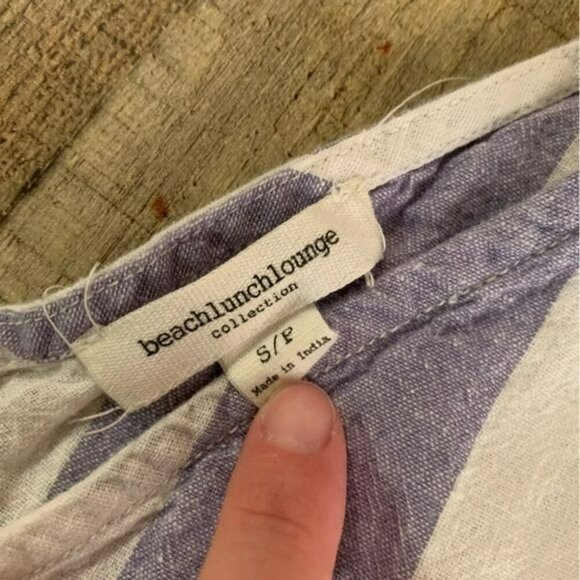 beachlunchlounge
collection
S/P
Made in India